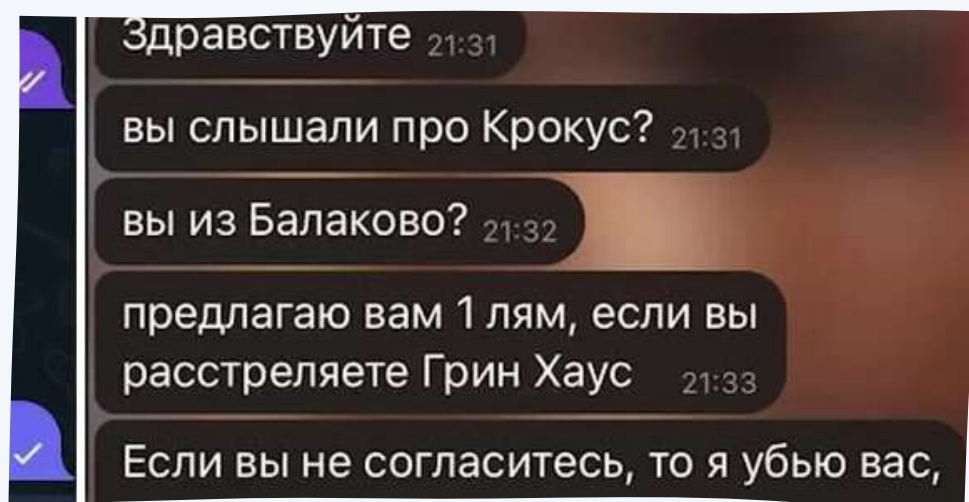 Здравствуйте 21:31
вы слышали про Крокус? 21:31
вы из Балаково? 21:32
предлагаю вам 1 лям, если вы
расстреляете Грин Хаус 21:33
Если вы не согласитесь, то я убью вас,